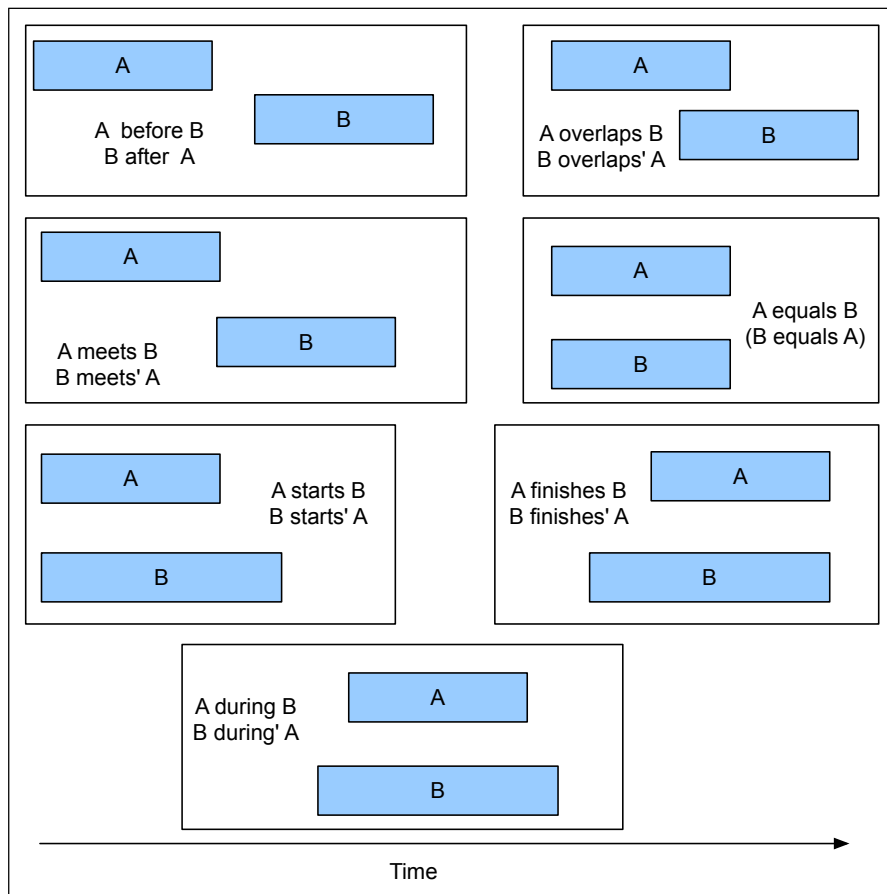 A
B
A before B
B after A
A
B
A overlaps B
B overlaps' A
A
B
A meets B
B meets' A
A
B
A equals B
(B equals A)
A
A starts B
B starts' A
B
A
A finishes B
B finishes' A
B
A
A during B
B during' A
B
Time